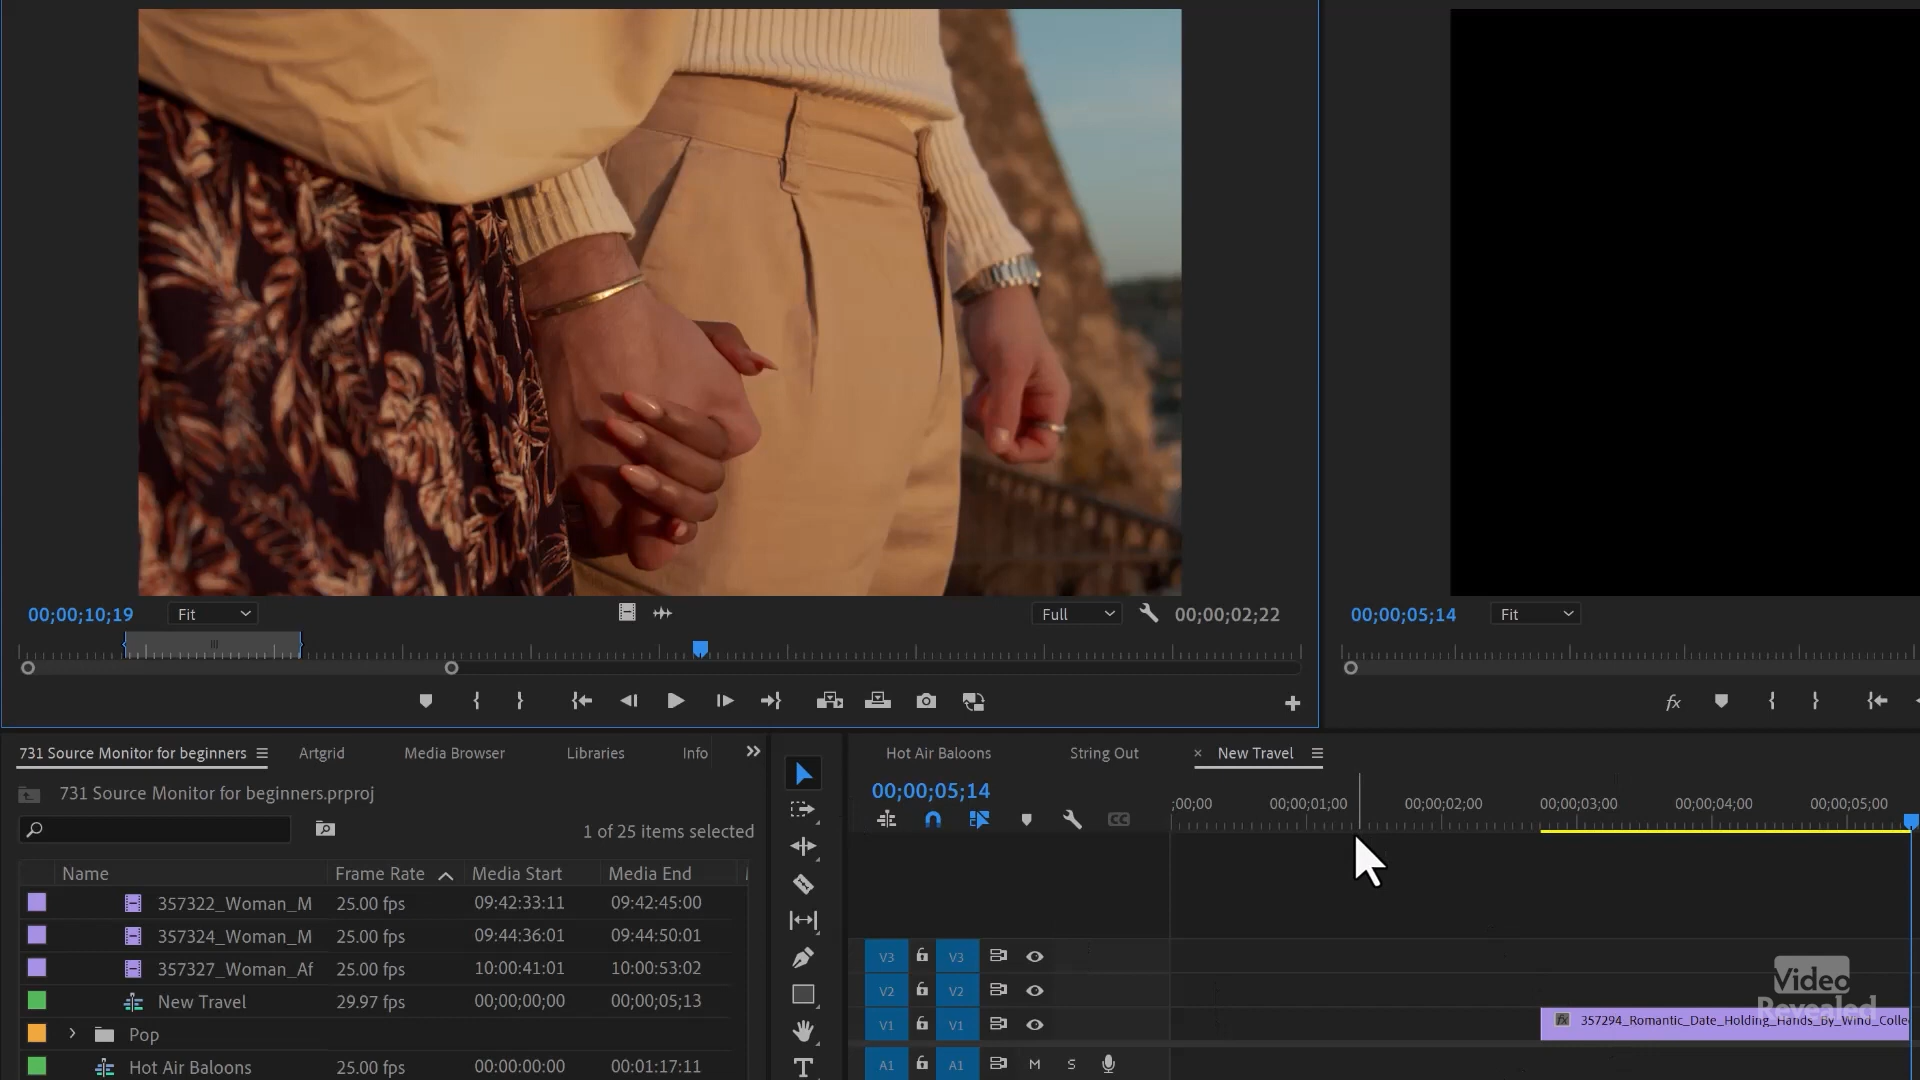 00;00;10;19 Fit Full 00;00;02;22
00;00;05;14 Fit
fx
731 Source Monitor for beginners Artgrid Media Browser Libraries Info
731 Source Monitor for beginners.prproj
1 of 25 items selected
Name Frame Rate Media Start Media End
357322_Woman_M 25.00 fps 09:42:33:11 09:42:45:00
357324_Woman_M 25.00 fps 09:44:36:01 09:44:50:01
357327_Woman_Af 25.00 fps 10:00:41:01 10:00:53:02
New Travel 29.97 fps 00;00;00;00 00;00;05;13
Pop
Hot Air Baloons 25.00 fps 00:00:00:00 00:01:17:11
T
Hot Air Baloons String Out × New Travel
00;00;05;14
CC
;00;00 00;00;01;00 00;00;02;00 00;00;03;00 00;00;04;00 00;00;05;00
V3 V3
V2 V2
V1 V1
fx 357294_Romantic_Date_Holding_Hands_By_Wind_Colle
A1 A1 M S
Video
Revealed